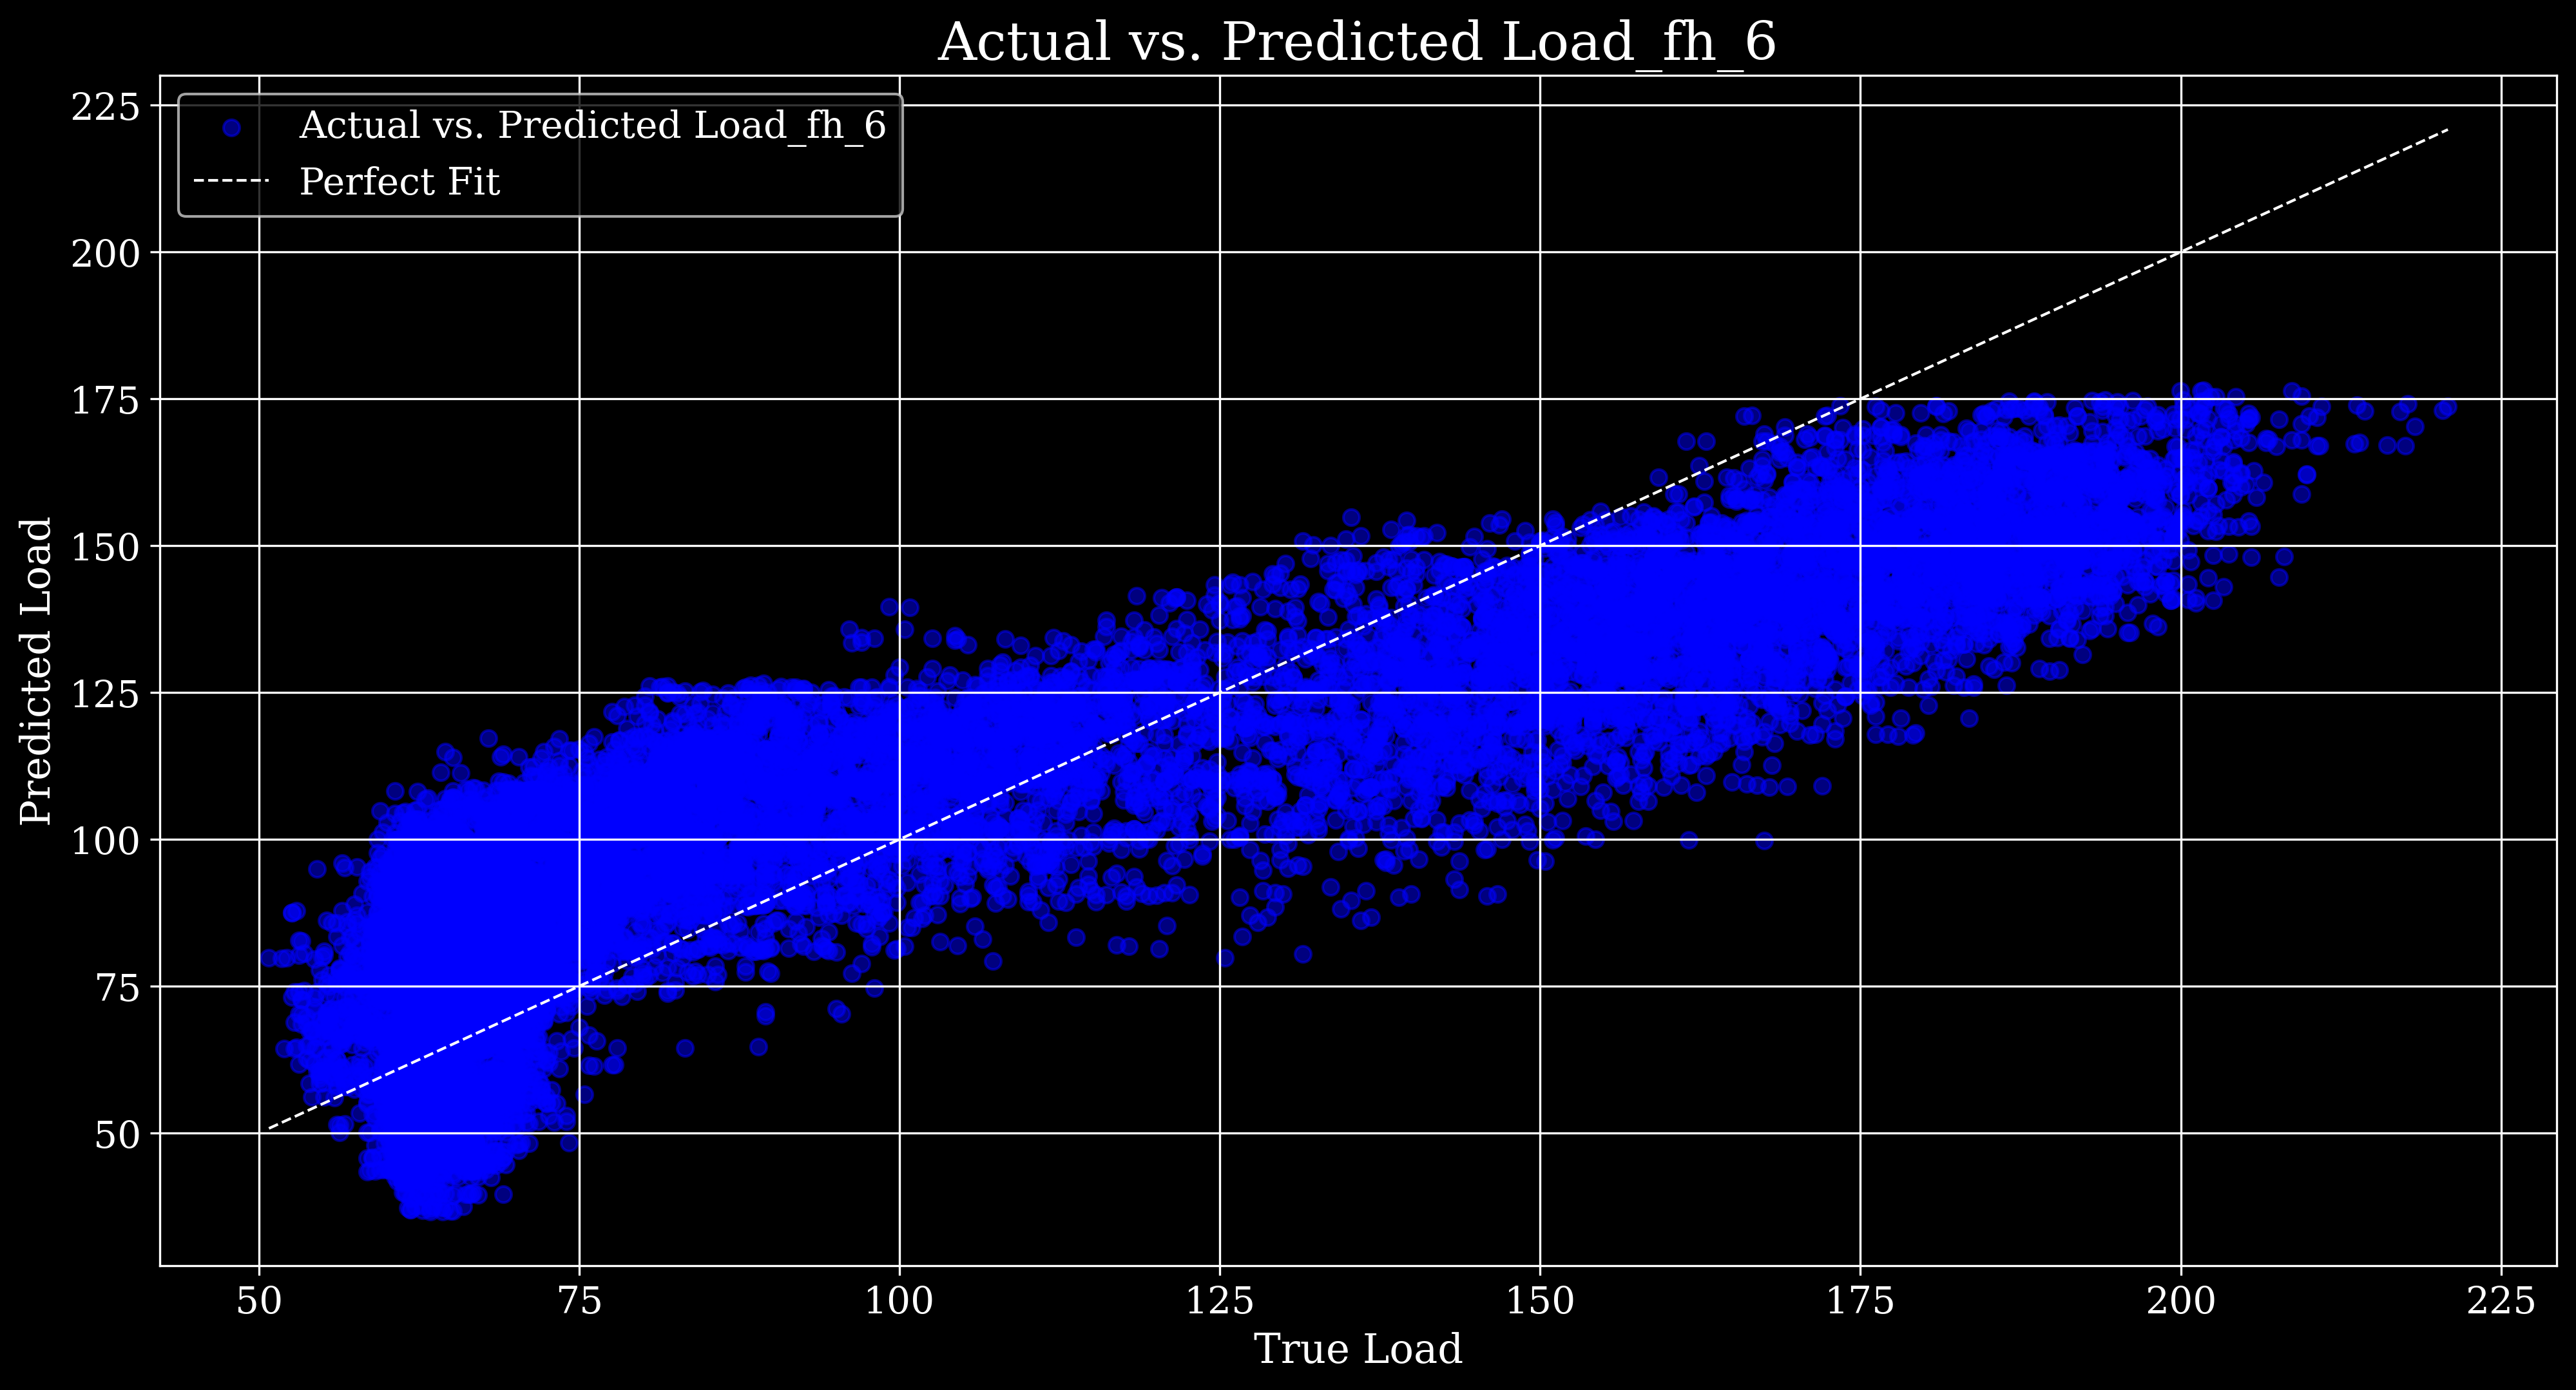 Actual vs. Predicted Load_fh_6
Actual vs. Predicted Load_fh_6
Perfect Fit
225
200
175
150
125
100
75
50
Predicted Load
50 75 100 125 150 175 200 225
True Load